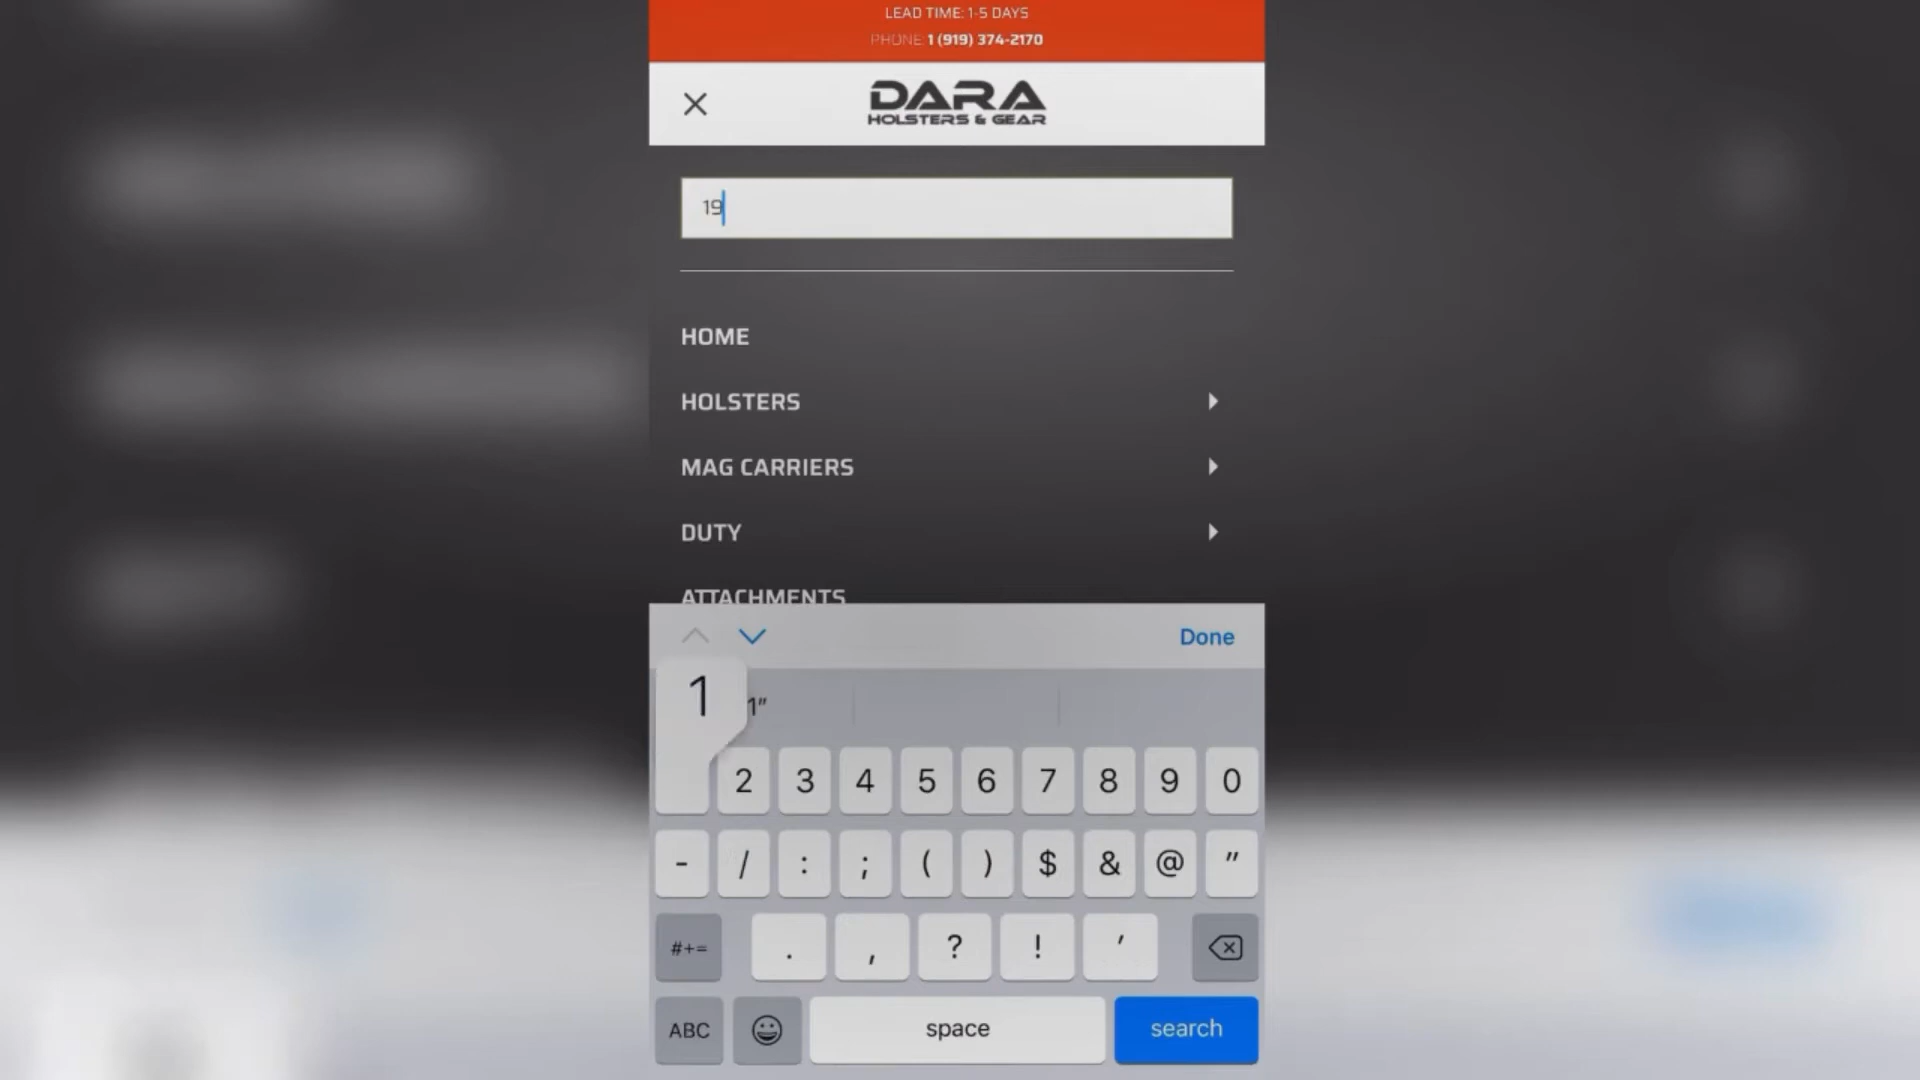 LEAD TIME: 1-5 DAYS
PHONE: 1 (919) 374-2170
DARA
HOLSTERS & GEAR
19
HOME
HOLSTERS
MAG CARRIERS
DUTY
ATTACHMENTS
Done
1
1"
2 3 4 5 6 7 8 9 0
- / : ; ( ) $ & @ "
#+= . , ? ! '
ABC space search